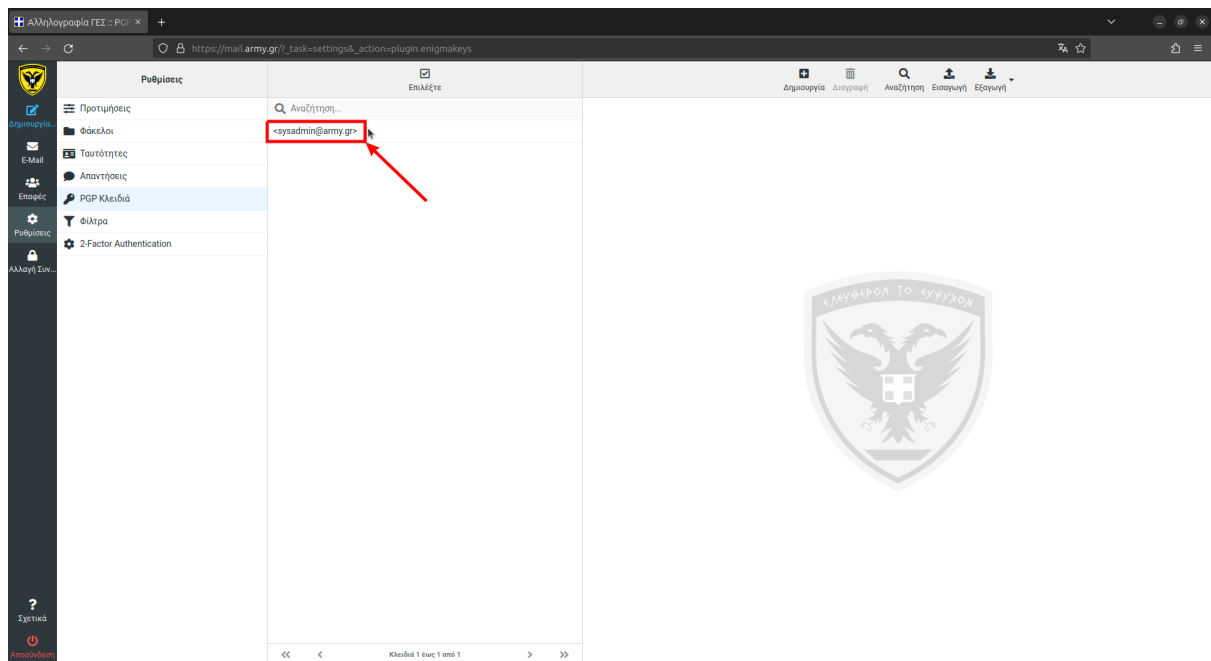 Αλληλογραφία ΓΕΣ :: PGP
https://mail.army.gr/?_task=settings&_action=plugin.enigmakeys
Ρυθμίσεις
Επιλέξτε
Δημιουργία
Διαγραφή
Αναζήτηση
Εισαγωγή
Εξαγωγή
Δημιουργία...
E-Mail
Επαφές
Ρυθμίσεις
Αλλαγή Συν...
Σχετικά
Αποσύνδεση
Προτιμήσεις
Φάκελοι
Ταυτότητες
Απαντήσεις
PGP Κλειδιά
Φίλτρα
2-Factor Authentication
Αναζήτηση...
<sysadmin@army.gr>
ΕΛΕΥΘΕΡΟΝ ΤΟ ΕΥΨΥΧΟΝ
Κλειδιά 1 έως 1 από 1